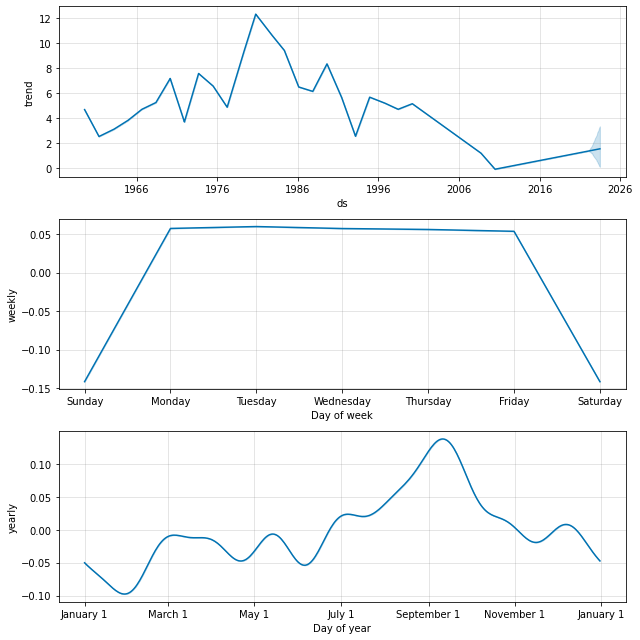 12
10
8
6
4
2
0
trend
1966 1976 1986 1996 2006 2016 2026
ds
0.05
0.00
−0.05
−0.10
−0.15
weekly
Sunday Monday Tuesday Wednesday Thursday Friday Saturday
Day of week
0.10
0.05
0.00
−0.05
−0.10
yearly
January 1 March 1 May 1 July 1 September 1 November 1 January 1
Day of year